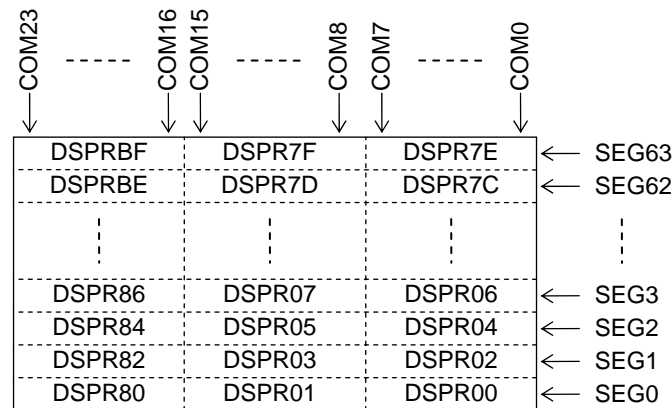 COM23 COM16 COM15 COM8 COM7 COM0
DSPRBF DSPR7F DSPR7E SEG63
DSPRBE DSPR7D DSPR7C SEG62
DSPR86 DSPR07 DSPR06 SEG3
DSPR84 DSPR05 DSPR04 SEG2
DSPR82 DSPR03 DSPR02 SEG1
DSPR80 DSPR01 DSPR00 SEG0